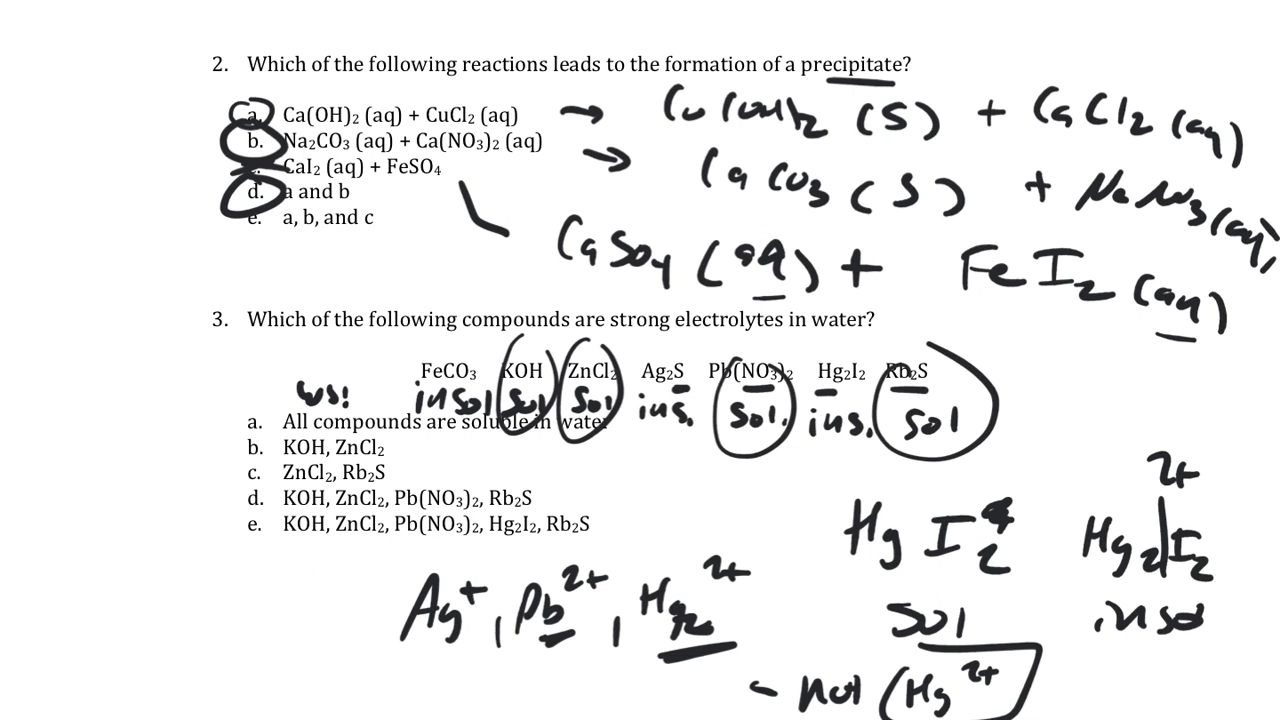 2. Which of the following reactions leads to the formation of a precipitate?
a. Ca(OH)₂ (aq) + CuCl₂ (aq) → Cu(OH)₂ (S) + CaCl₂ (aq)
b. Na₂CO₃ (aq) + Ca(NO₃)₂ (aq) → CaCO₃ (S) + NaNO₃ (aq)
CaI₂ (aq) + FeSO₄
d. a and b
e. a, b, and c
CaSO₄ (aq) + FeI₂ (aq)
3. Which of the following compounds are strong electrolytes in water?
FeCO₃ KOH ZnCl₂ Ag₂S Pb(NO₃)₂ Hg₂I₂ Rb₂S
insol sol sol ins. sol. ins. sol
a. All compounds are soluble in water
b. KOH, ZnCl₂
c. ZnCl₂, Rb₂S
d. KOH, ZnCl₂, Pb(NO₃)₂, Rb₂S
e. KOH, ZnCl₂, Pb(NO₃)₂, Hg₂I₂, Rb₂S
2+
HgI₂ Hg₂|I₂
Sol insol
Ag⁺, Pb²⁺, Hg₂²⁺
- not (Hg²⁺